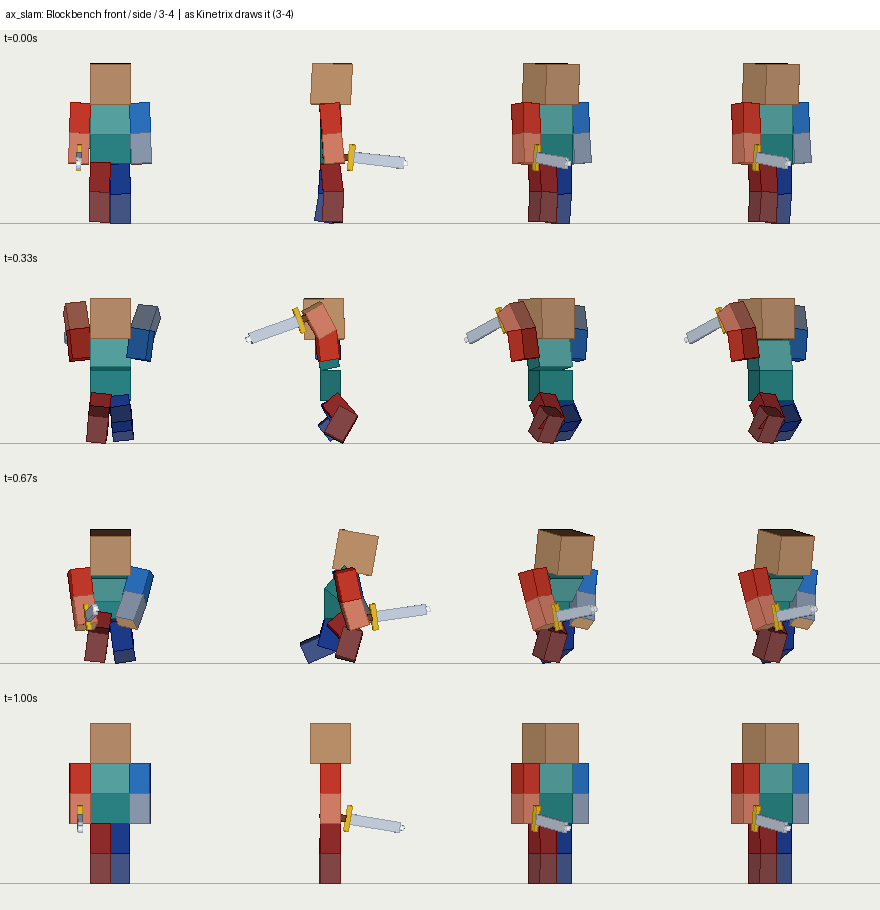 ax_slam: Blockbench front / side / 3-4 | as Kinetrix draws it (3-4)
t=0.00s
t=0.33s
t=0.67s
t=1.00s